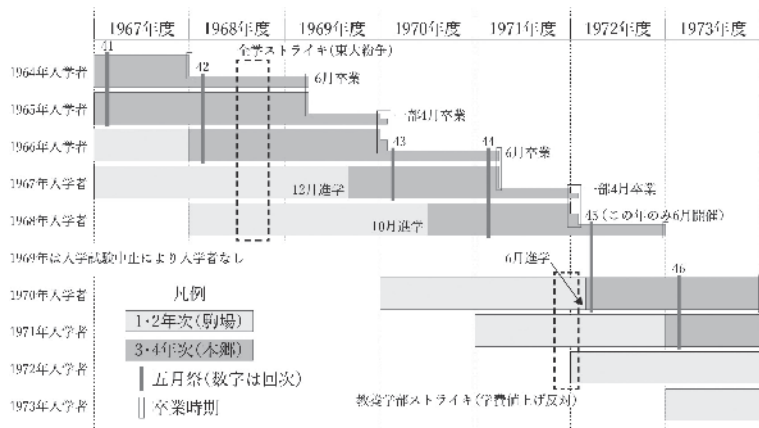 1967年度 1968年度 1969年度 1970年度 1971年度 1972年度 1973年度
41
全学ストライキ(東大紛争)
1964年入学者
42
6月卒業
1965年入学者
一部4月卒業
1966年入学者
43
44
6月卒業
1967年入学者
12月進学
一部4月卒業
1968年入学者
10月進学
45(この年のみ6月開催)
1969年は入学試験中止により入学者なし
6月進学
46
1970年入学者
凡例
1・2年次(駒場)
1971年入学者
3・4年次(本郷)
1972年入学者
五月祭(数字は回次)
教養学部ストライキ(学費値上げ反対)
1973年入学者
卒業時期